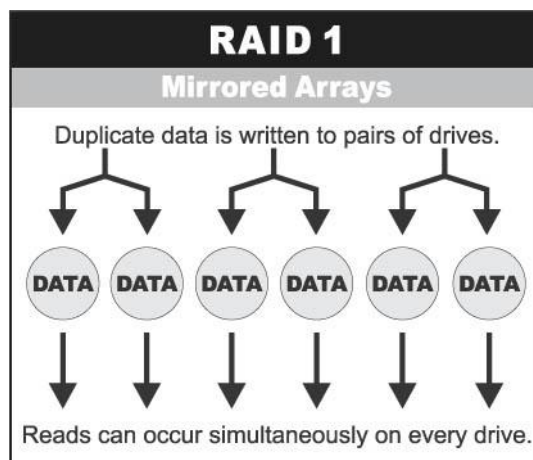 RAID 1
Mirrored Arrays
Duplicate data is written to pairs of drives.
DATA DATA DATA DATA DATA DATA
Reads can occur simultaneously on every drive.